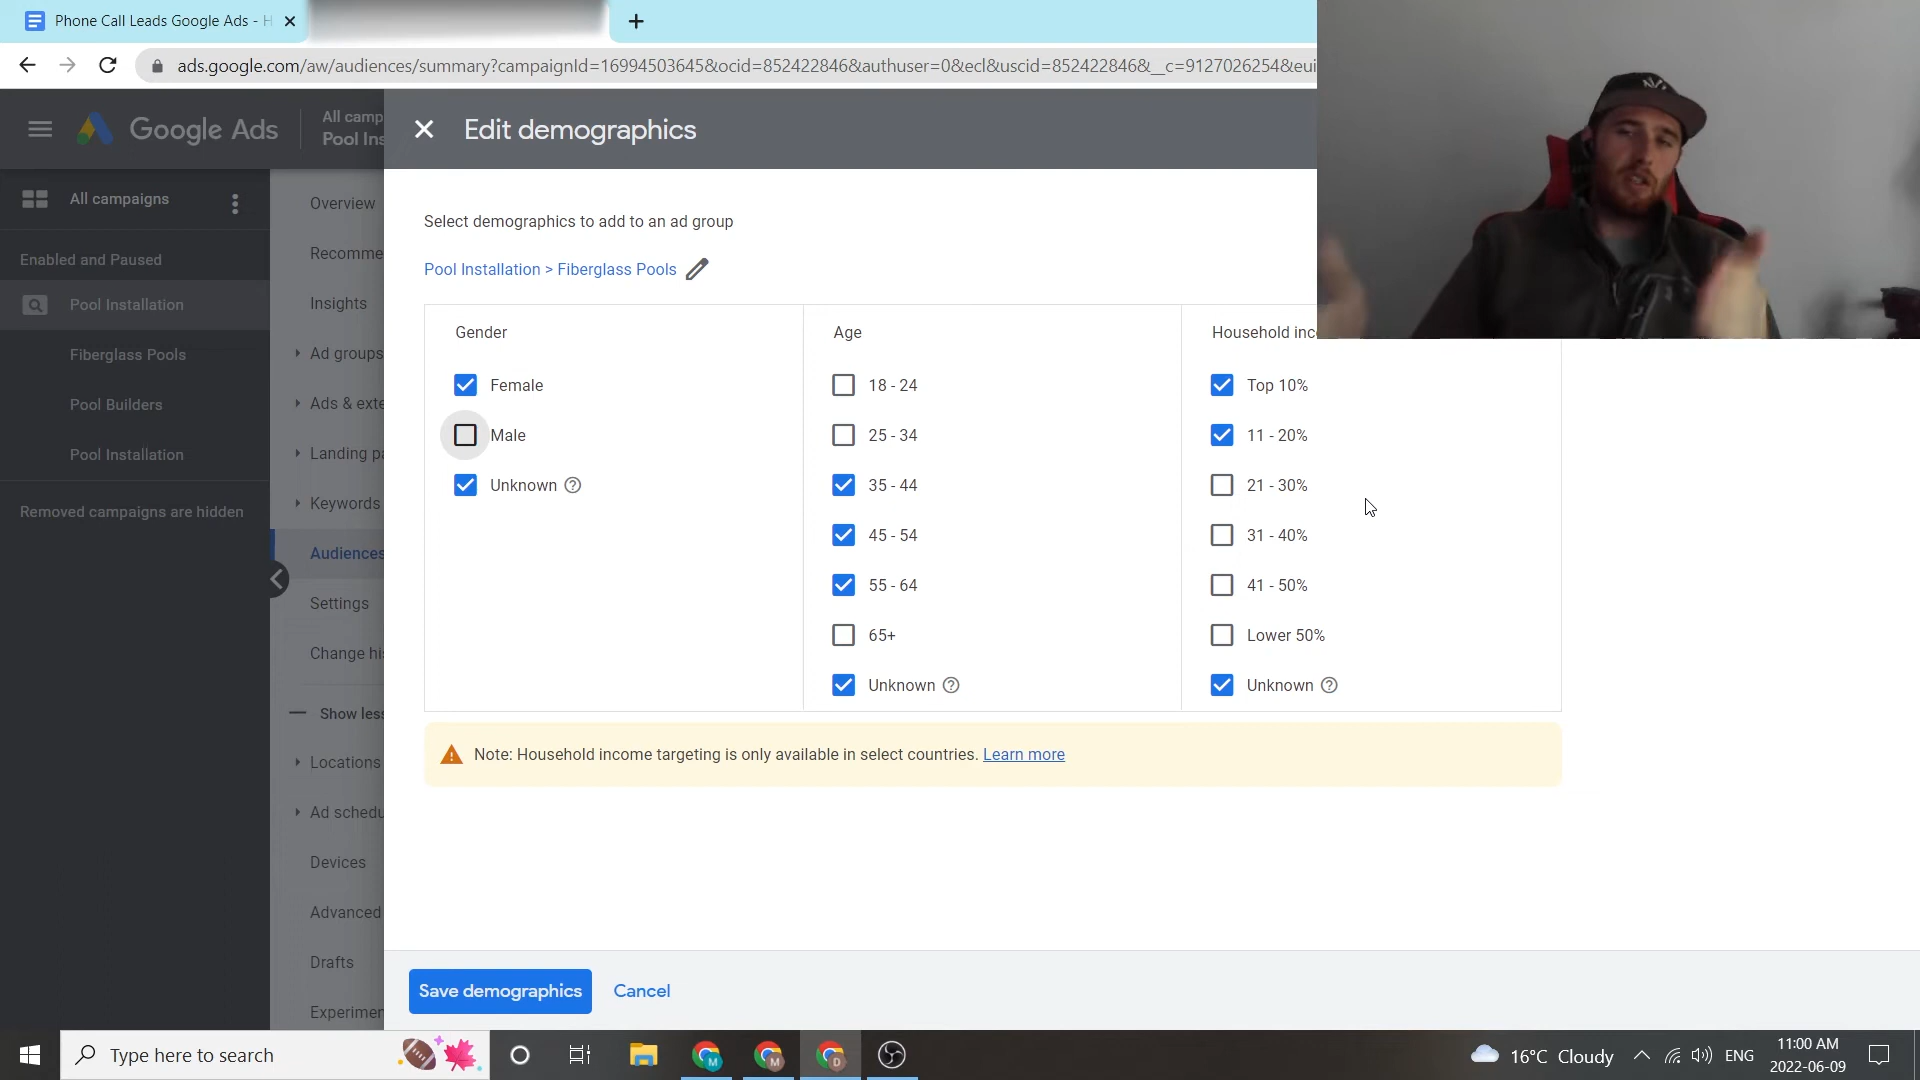 Phone Call Leads Google Ads - H
ads.google.com/aw/audiences/summary?campaignId=16994503645&ocid=852422846&authuser=0&ecl&uscid=852422846&__c=9127026254&eui
Google Ads
All camp
Pool Ins
Edit demographics
All campaigns
Enabled and Paused
Pool Installation
Fiberglass Pools
Pool Builders
Pool Installation
Removed campaigns are hidden
Overview
Recomme
Insights
Ad groups
Ads & exte
Landing pa
Keywords
Audiences
Settings
Change his
Show less
Locations
Ad schedu
Devices
Advanced
Drafts
Experimen
Select demographics to add to an ad group
Pool Installation > Fiberglass Pools
Gender
Female
Male
Unknown
Age
18 - 24
25 - 34
35 - 44
45 - 54
55 - 64
65+
Unknown
Household inc
Top 10%
11 - 20%
21 - 30%
31 - 40%
41 - 50%
Lower 50%
Unknown
Note: Household income targeting is only available in select countries. Learn more
Save demographics
Cancel
Type here to search
M
M
D
16°C Cloudy
ENG
11:00 AM
2022-06-09